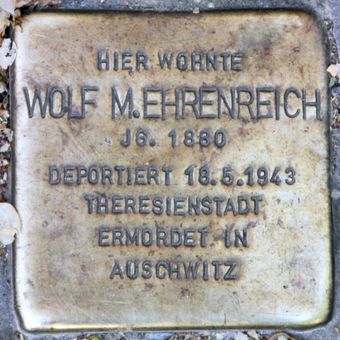 HIER WOHNTE
WOLF M. EHRENREICH
JG. 1880
DEPORTIERT 18.5.1943
THERESIENSTADT
ERMORDET IN
AUSCHWITZ